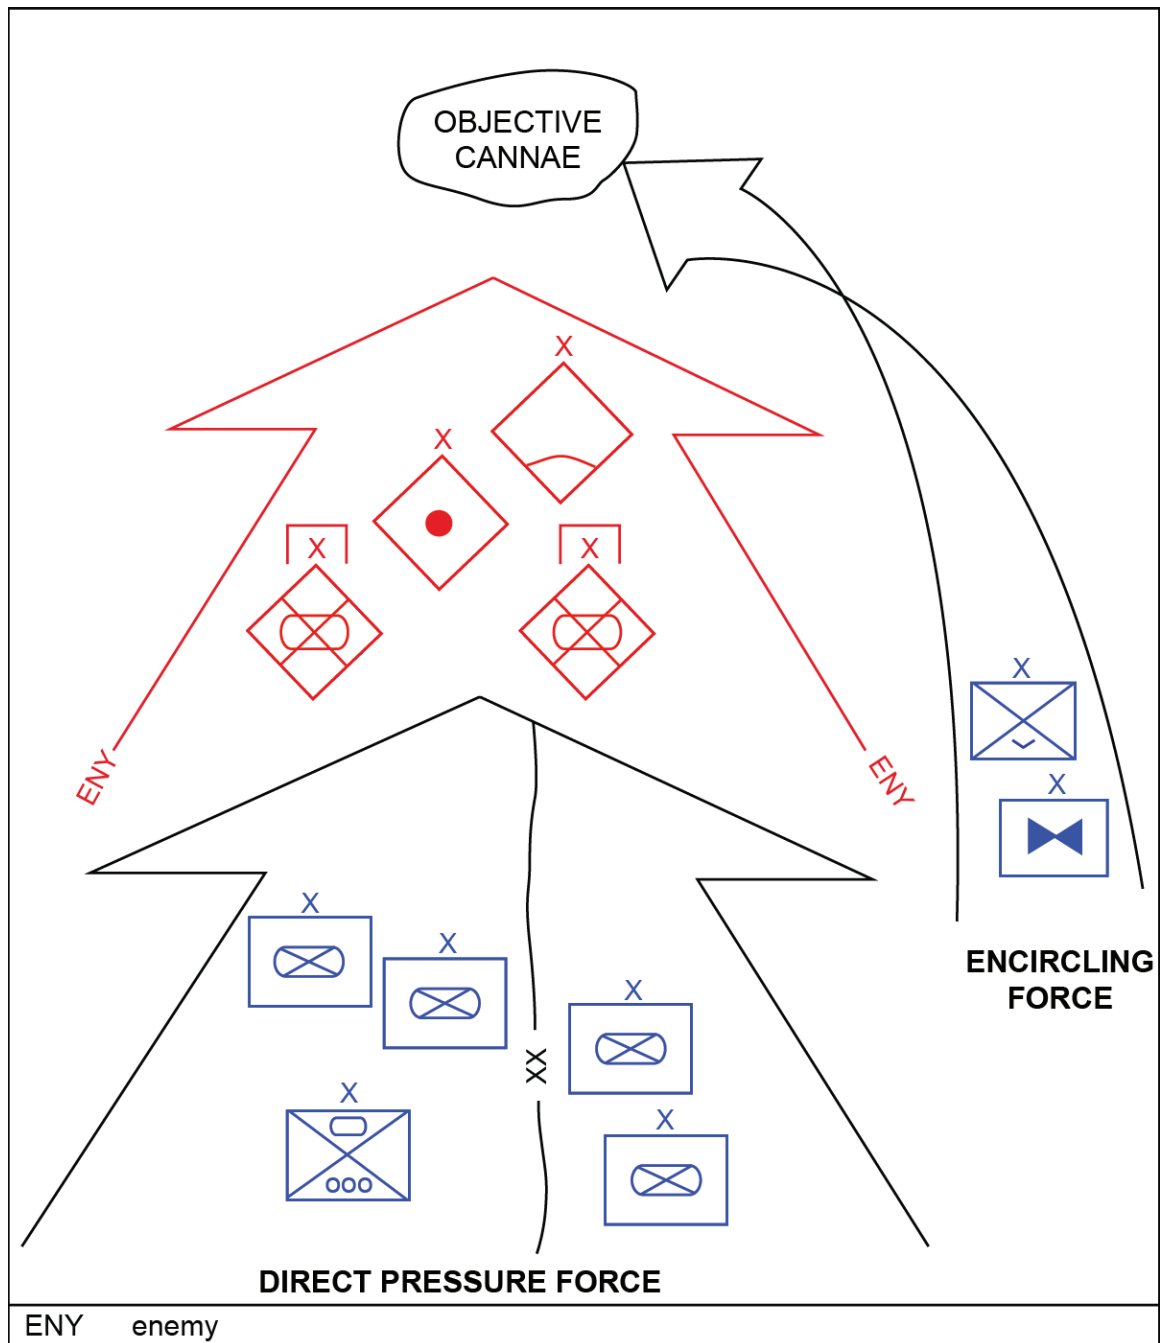 OBJECTIVE
CANNAE
X
X
X
X
ENY
ENY
X
X
X
X
X
XX
X
X
ENCIRCLING
FORCE
DIRECT PRESSURE FORCE
ENY enemy